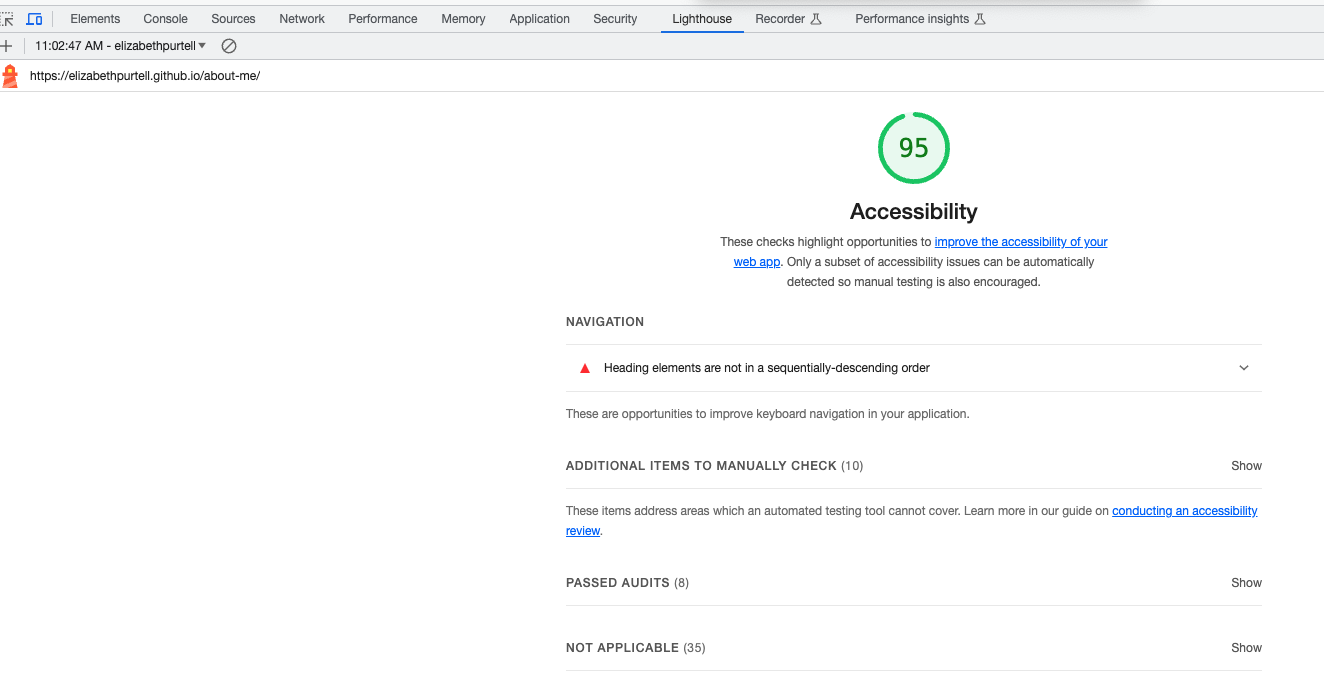 Elements Console Sources Network Performance Memory Application Security Lighthouse Recorder Performance insights
11:02:47 AM - elizabethpurtell
https://elizabethpurtell.github.io/about-me/
95
Accessibility
These checks highlight opportunities to improve the accessibility of your
web app. Only a subset of accessibility issues can be automatically
detected so manual testing is also encouraged.
NAVIGATION
Heading elements are not in a sequentially-descending order
These are opportunities to improve keyboard navigation in your application.
ADDITIONAL ITEMS TO MANUALLY CHECK (10) Show
These items address areas which an automated testing tool cannot cover. Learn more in our guide on conducting an accessibility
review.
PASSED AUDITS (8) Show
NOT APPLICABLE (35) Show